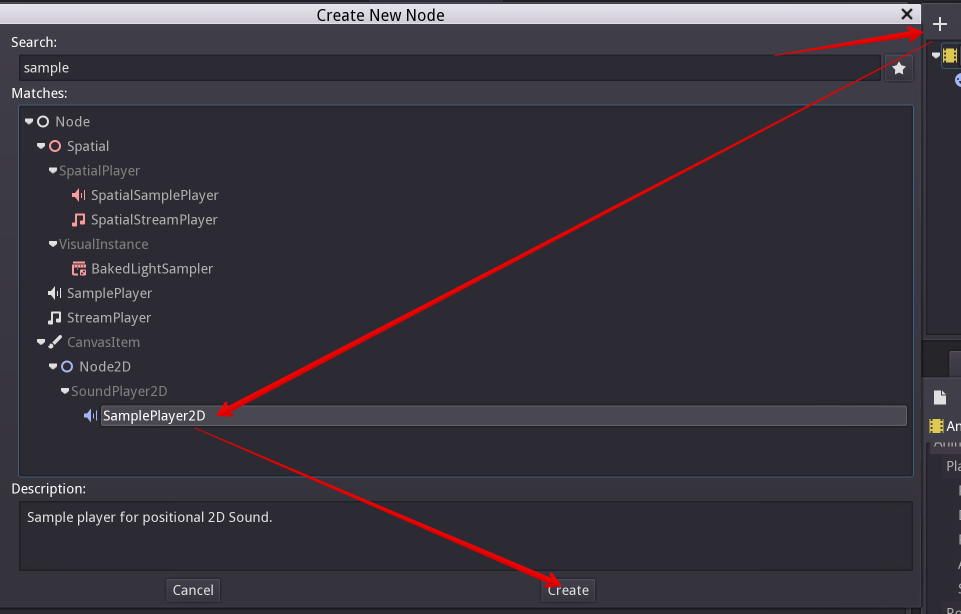 Create New Node
Search:
sample
Matches:
Node
Spatial
SpatialPlayer
SpatialSamplePlayer
SpatialStreamPlayer
VisualInstance
BakedLightSampler
SamplePlayer
StreamPlayer
CanvasItem
Node2D
SoundPlayer2D
SamplePlayer2D
Description:
Sample player for positional 2D Sound.
Cancel
Create
An
Pla